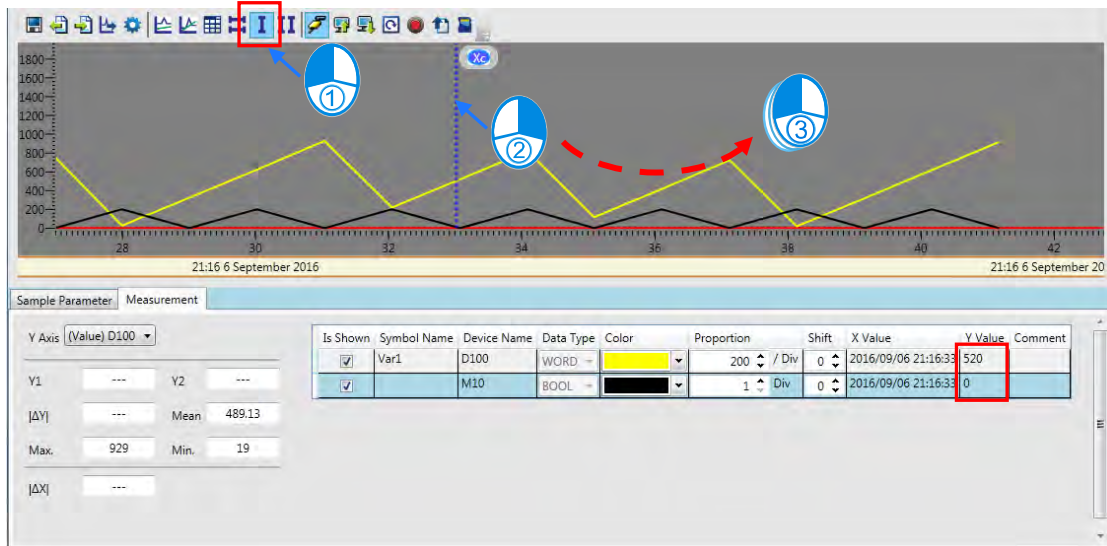 1800
Xc
1600
1400
①
1200
1000
②
③
800
600
400
200
0
28 30 32 34 36 38 40 42
21:16 6 September 2016 21:16 6 September 20
Sample Parameter Measurement
Y Axis (Value) D100
Is Shown Symbol Name Device Name Data Type Color Proportion Shift X Value Y Value Comment
Var1 D100 WORD 200 / Div 0 2016/09/06 21:16:33 520
M10 BOOL 1 Div 0 2016/09/06 21:16:33 0
Y1 --- Y2 ---
|ΔY| --- Mean 489.13
Max. 929 Min. 19
|ΔX| ---